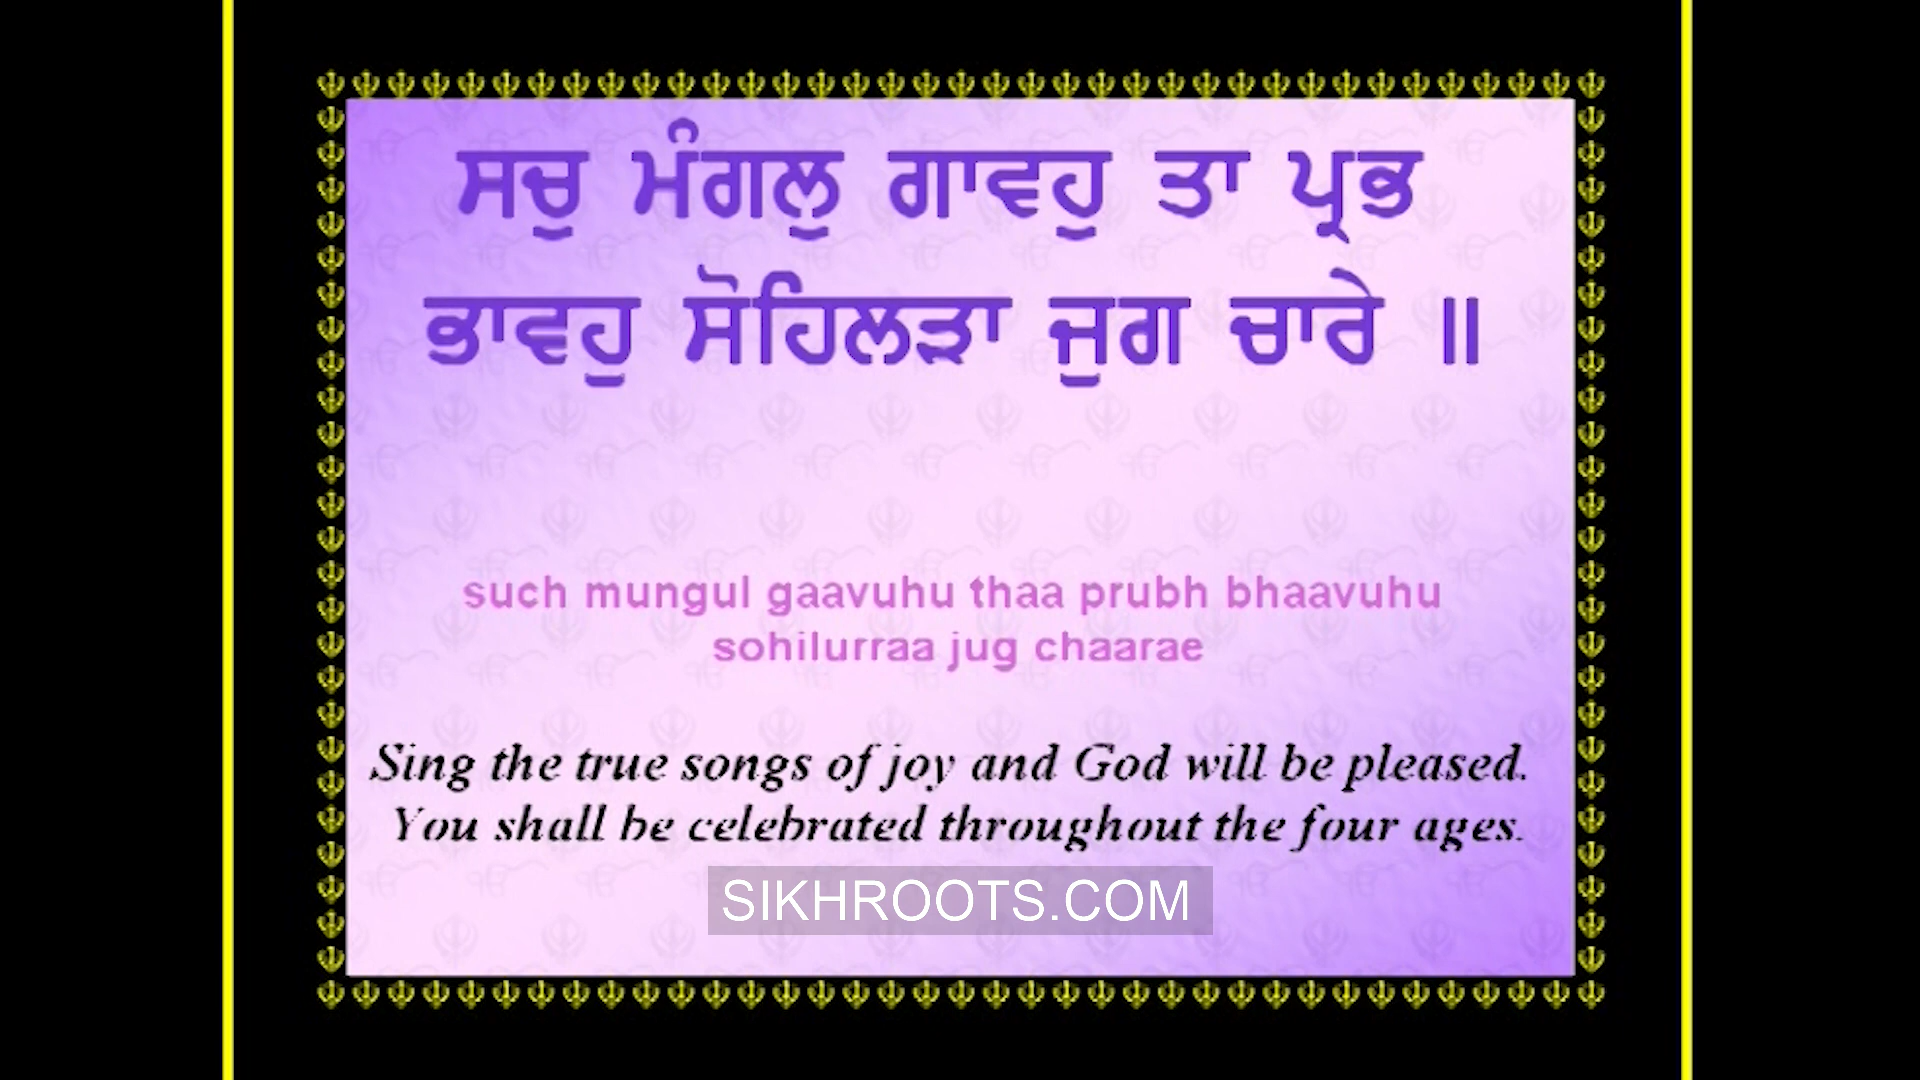 ਸਚੁ ਮੰਗਲੁ ਗਾਵਹੁ ਤਾ ਪ੍ਰਭ
ਭਾਵਹੁ ਸੋਹਿਲੜਾ ਜੁਗ ਚਾਰੇ ॥
such mungul gaavuhu thaa prubh bhaavuhu
sohilurraa jug chaarae
Sing the true songs of joy and God will be pleased.
You shall be celebrated throughout the four ages.
SIKHROOTS.COM